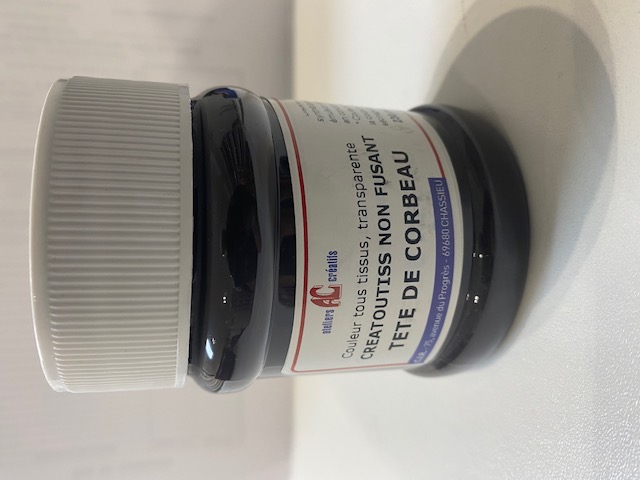 ateliers AC créatifs
Couleur tous tissus, transparente
CREATOUTISS NON FUSANT
TETE DE CORBEAU
75, avenue du Progrès - 69680 CHASSIEU